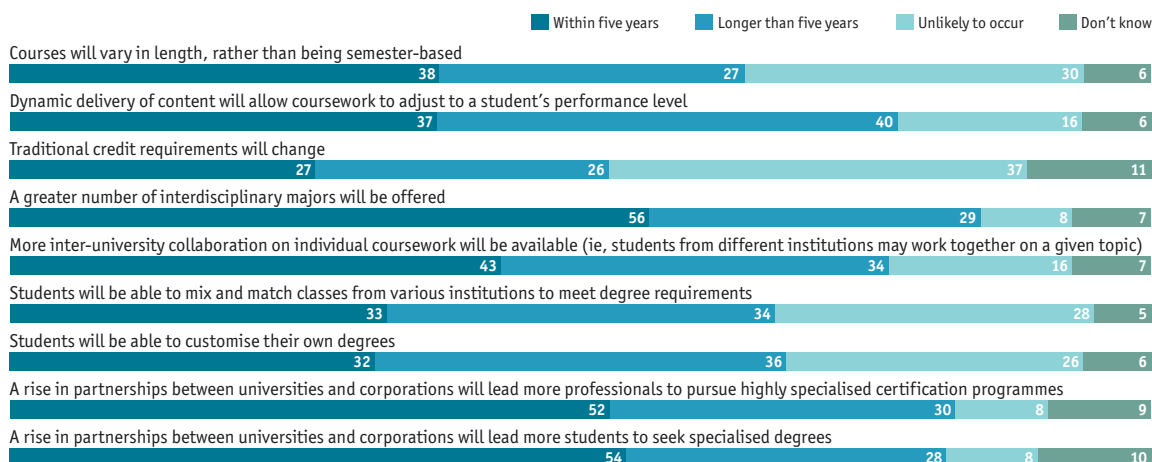 Within five years Longer than five years Unlikely to occur Don’t know
Courses will vary in length, rather than being semester-based
38 27 30 6
Dynamic delivery of content will allow coursework to adjust to a student’s performance level
37 40 16 6
Traditional credit requirements will change
27 26 37 11
A greater number of interdisciplinary majors will be offered
56 29 8 7
More inter-university collaboration on individual coursework will be available (ie, students from different institutions may work together on a given topic)
43 34 16 7
Students will be able to mix and match classes from various institutions to meet degree requirements
33 34 28 5
Students will be able to customise their own degrees
32 36 26 6
A rise in partnerships between universities and corporations will lead more professionals to pursue highly specialised certification programmes
52 30 8 9
A rise in partnerships between universities and corporations will lead more students to seek specialised degrees
54 28 8 10